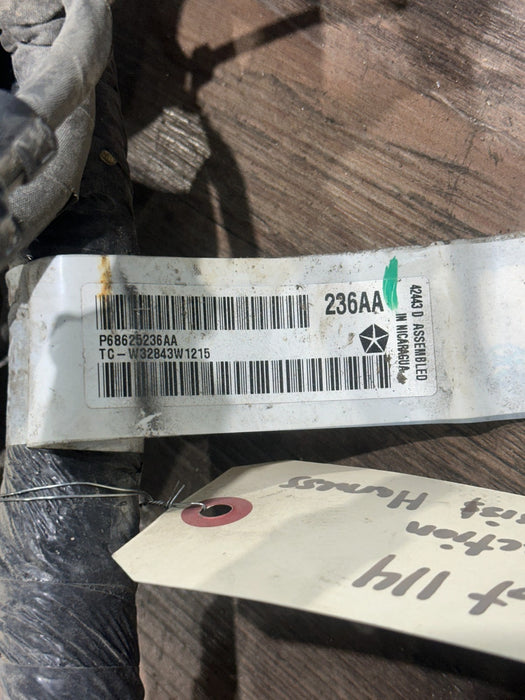 236AA
P68625236AA
TC-W32843W1215
42443 D ASSEMBLED
IN NICARAGUA
114
Harness